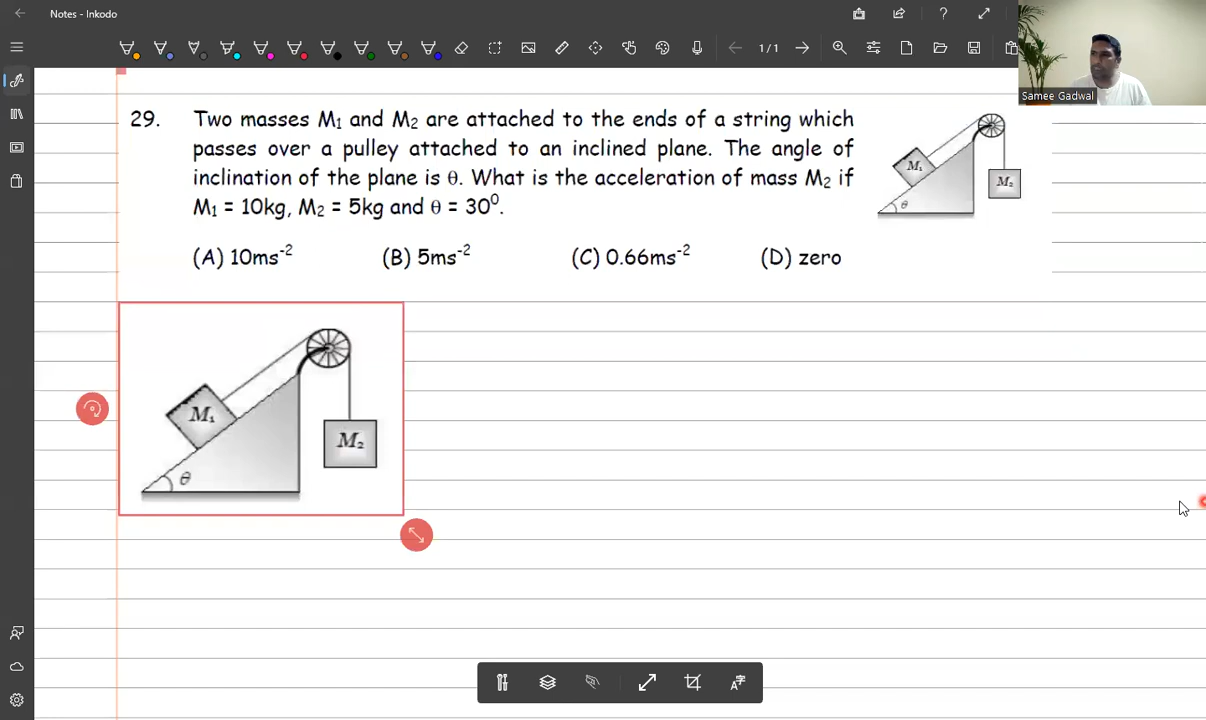 Notes - Inkodo
1/1
Samee Gadwal
29. Two masses M₁ and M₂ are attached to the ends of a string which
passes over a pulley attached to an inclined plane. The angle of
inclination of the plane is θ. What is the acceleration of mass M₂ if
M₁ = 10kg, M₂ = 5kg and θ = 30⁰.
(A) 10ms⁻² (B) 5ms⁻² (C) 0.66ms⁻² (D) zero
M₁
M₂
θ
M₁
M₂
θ